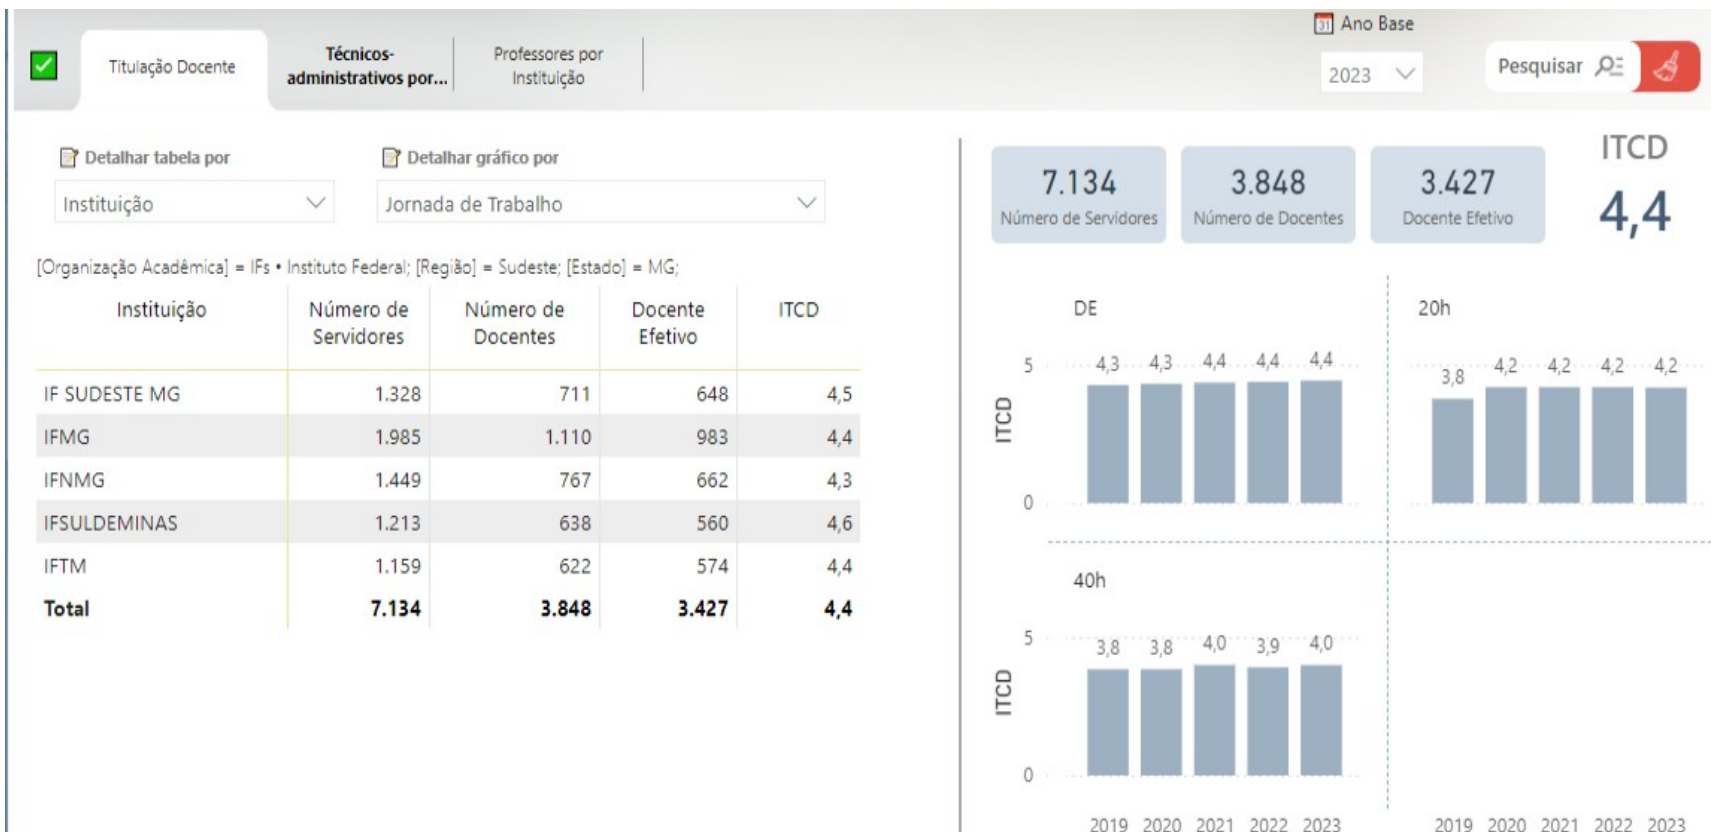 Titulação Docente
Técnicos-
administrativos por...
Professores por
Instituição
31 Ano Base
2023
Pesquisar
Detalhar tabela por
Detalhar gráfico por
Instituição
Jornada de Trabalho
[Organização Acadêmica] = IFs • Instituto Federal; [Região] = Sudeste; [Estado] = MG;
Instituição Número de Servidores Número de Docentes Docente Efetivo ITCD
IF SUDESTE MG 1.328 711 648 4,5
IFMG 1.985 1.110 983 4,4
IFNMG 1.449 767 662 4,3
IFSULDEMINAS 1.213 638 560 4,6
IFTM 1.159 622 574 4,4
Total 7.134 3.848 3.427 4,4
7.134
Número de Servidores
3.848
Número de Docentes
3.427
Docente Efetivo
ITCD
4,4
DE
5
4,3 4,3 4,4 4,4 4,4
ITCD
0
20h
3,8 4,2 4,2 4,2 4,2
40h
5
3,8 3,8 4,0 3,9 4,0
ITCD
0
2019 2020 2021 2022 2023
2019 2020 2021 2022 2023